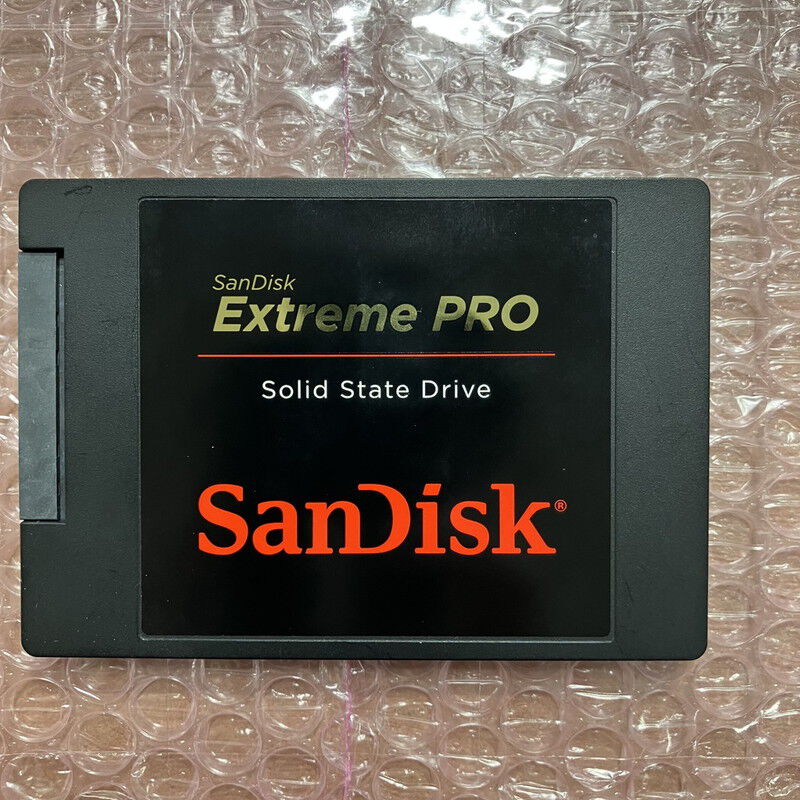 SanDisk
Extreme PRO
Solid State Drive
SanDisk®